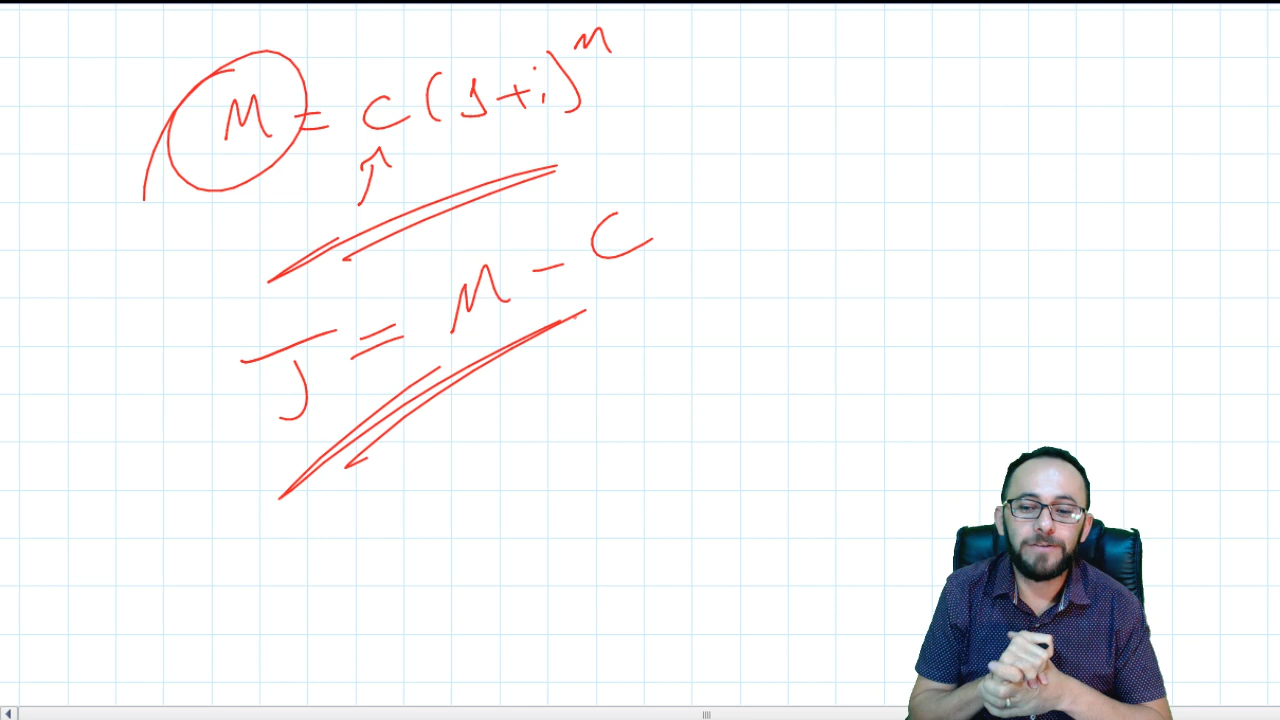 M = C (1+i)^n
J = M - C